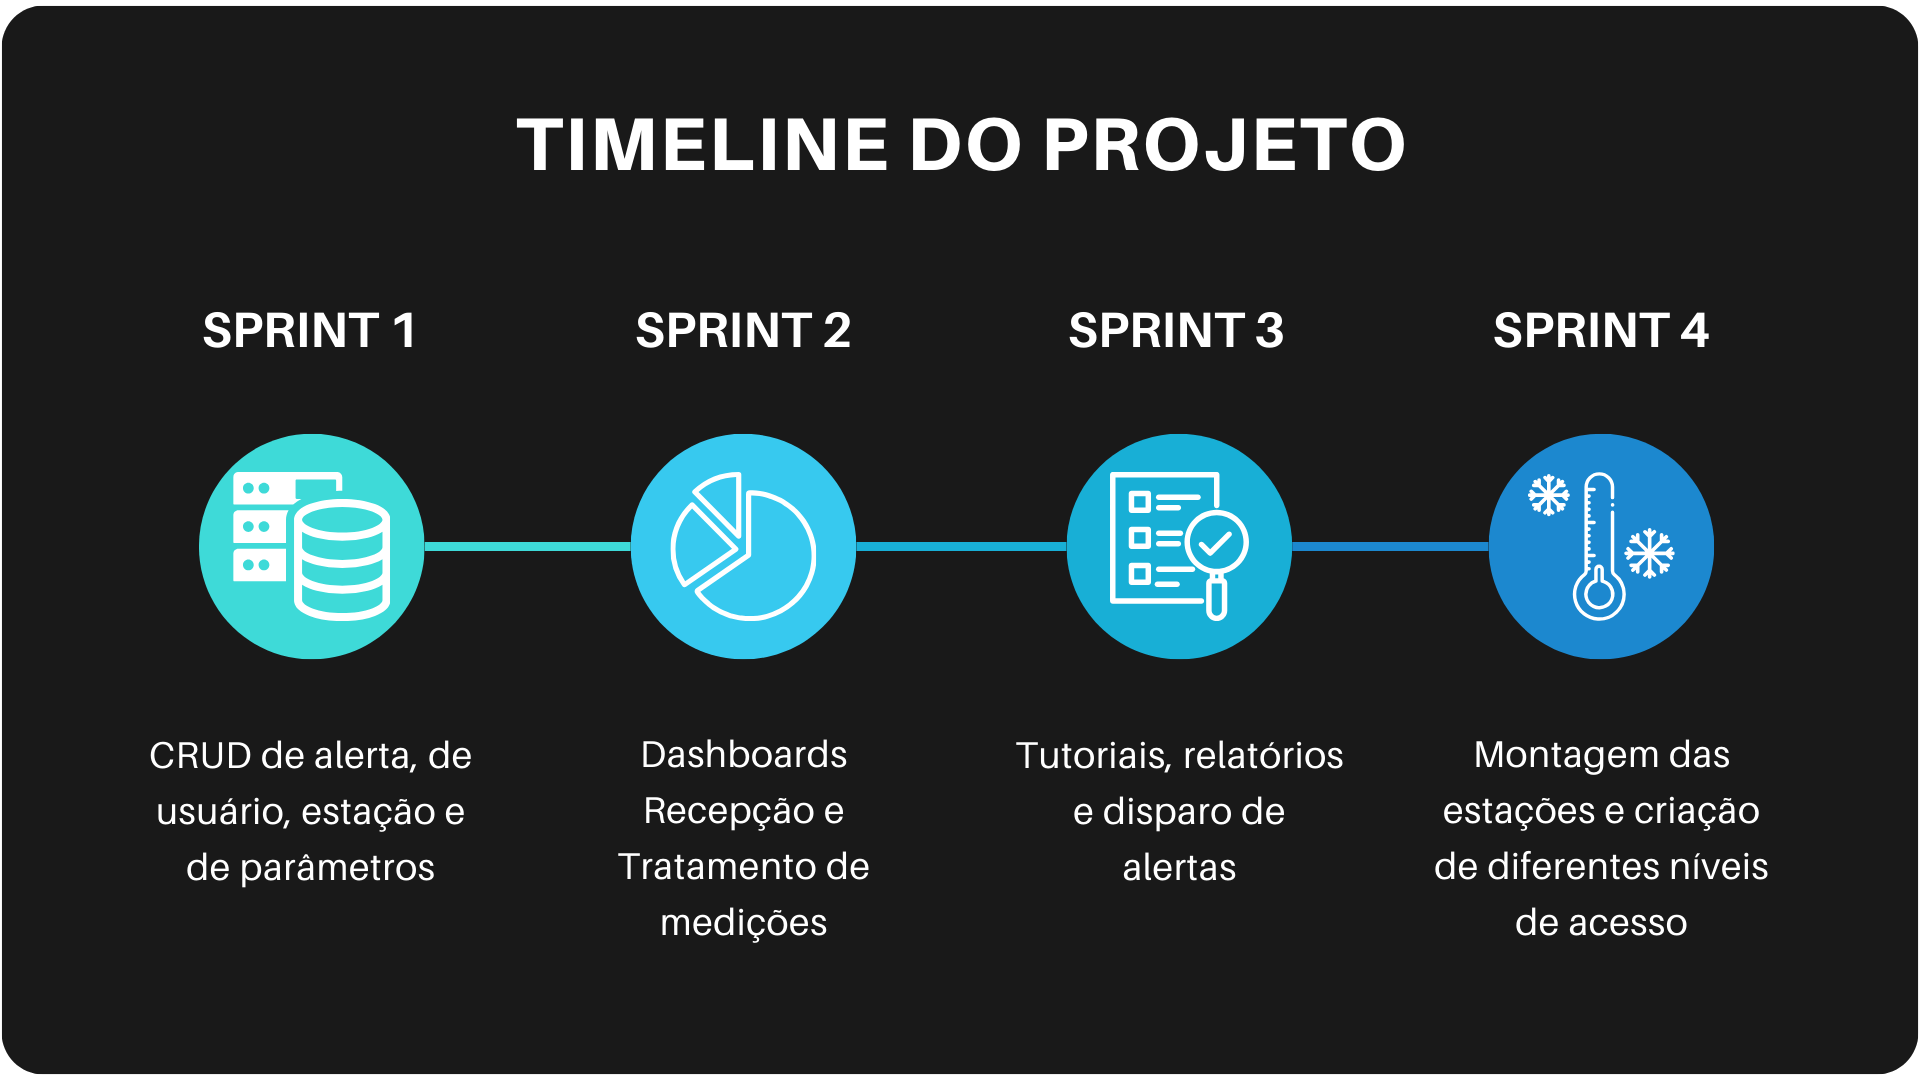 TIMELINE DO PROJETO
SPRINT 1
CRUD de alerta, de
usuário, estação e
de parâmetros
SPRINT 2
Dashboards
Recepção e
Tratamento de
medições
SPRINT 3
Tutoriais, relatórios
e disparo de
alertas
SPRINT 4
Montagem das
estações e criação
de diferentes níveis
de acesso